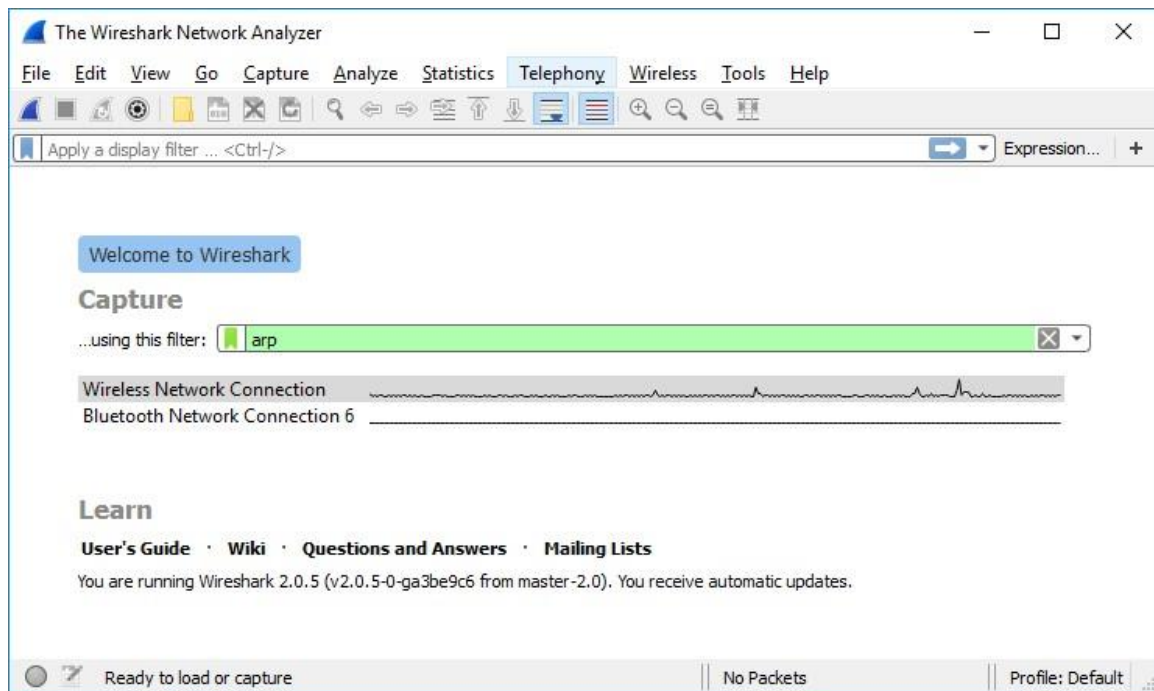 The Wireshark Network Analyzer
File Edit View Go Capture Analyze Statistics Telephony Wireless Tools Help
Apply a display filter ... <Ctrl-/> Expression... +
Welcome to Wireshark
Capture
...using this filter: arp
Wireless Network Connection
Bluetooth Network Connection 6
Learn
User's Guide · Wiki · Questions and Answers · Mailing Lists
You are running Wireshark 2.0.5 (v2.0.5-0-ga3be9c6 from master-2.0). You receive automatic updates.
Ready to load or capture No Packets Profile: Default